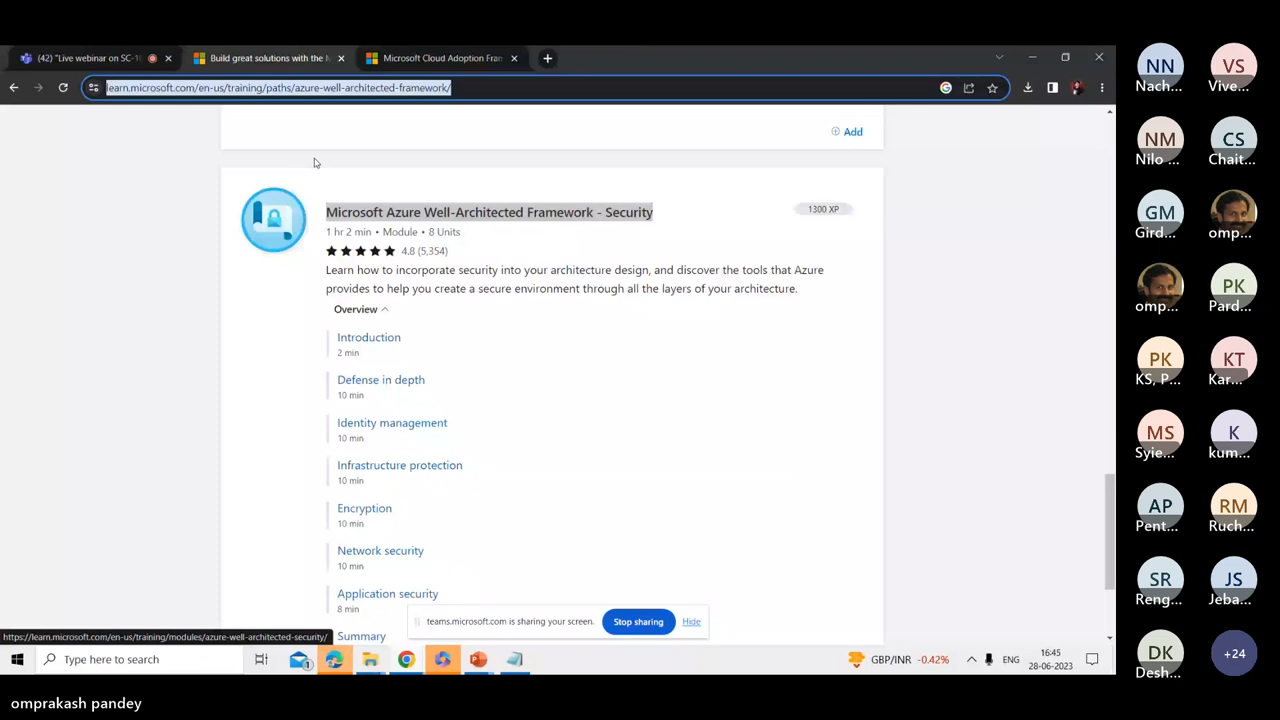 (42) "Live webinar on SC-1
Build great solutions with the M
Microsoft Cloud Adoption Fran
learn.microsoft.com/en-us/training/paths/azure-well-architected-framework/
Add
Microsoft Azure Well-Architected Framework - Security
1300 XP
1 hr 2 min • Module • 8 Units
4.8 (5,354)
Learn how to incorporate security into your architecture design, and discover the tools that Azure
provides to help you create a secure environment through all the layers of your architecture.
Overview
Introduction
2 min
Defense in depth
10 min
Identity management
10 min
Infrastructure protection
10 min
Encryption
10 min
Network security
10 min
Application security
8 min
Summary
teams.microsoft.com is sharing your screen.
Stop sharing
Hide
https://learn.microsoft.com/en-us/training/modules/azure-well-architected-security/
Type here to search
1
GBP/INR -0.42%
ENG
16:45
28-06-2023
NN
Nach...
VS
Vive...
NM
Nilo ...
CS
Chait...
GM
Gird...
omp...
omp...
PK
Pard...
PK
KS, P...
KT
Kar...
MS
Syie...
K
kum...
AP
Pent...
RM
Ruch...
SR
Reng...
JS
Jeba...
DK
Desh...
+24
omprakash pandey